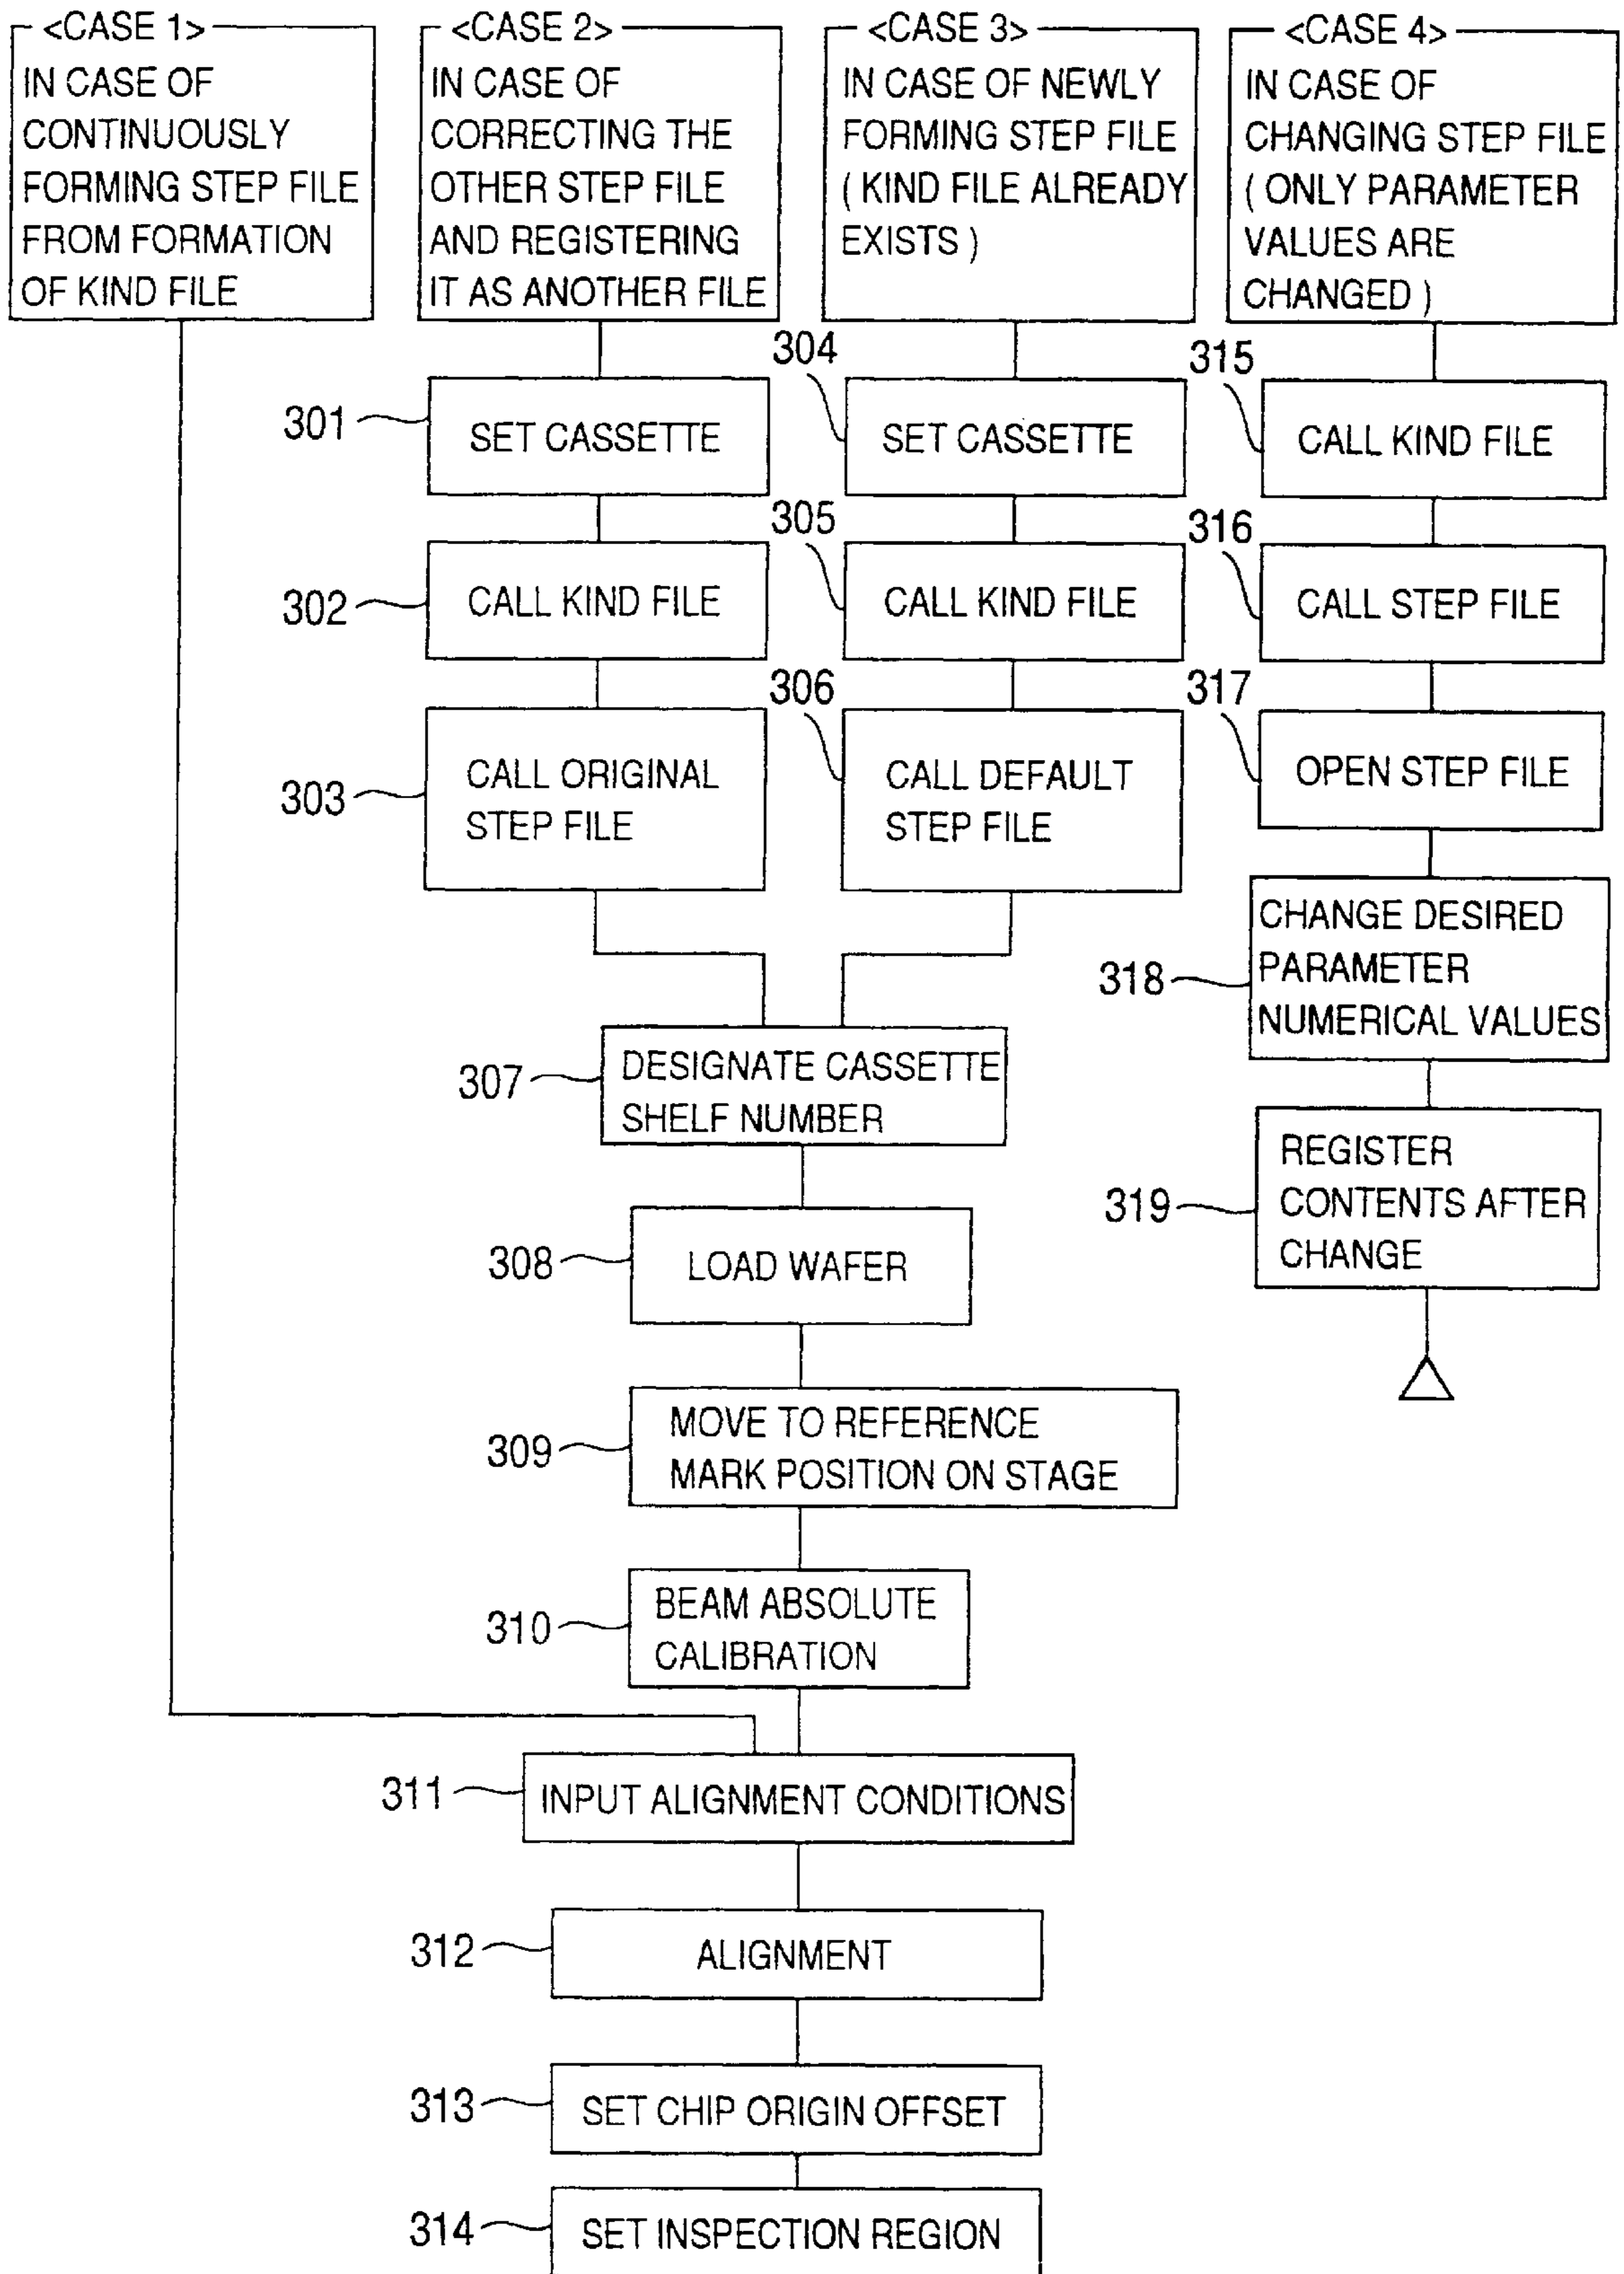 <CASE 1>
IN CASE OF
CONTINUOUSLY
FORMING STEP FILE
FROM FORMATION
OF KIND FILE
<CASE 2>
IN CASE OF
CORRECTING THE
OTHER STEP FILE
AND REGISTERING
IT AS ANOTHER FILE
<CASE 3>
IN CASE OF NEWLY
FORMING STEP FILE
( KIND FILE ALREADY
EXISTS )
<CASE 4>
IN CASE OF
CHANGING STEP FILE
( ONLY PARAMETER
VALUES ARE
CHANGED )
301
SET CASSETTE
304
SET CASSETTE
315
CALL KIND FILE
302
CALL KIND FILE
305
CALL KIND FILE
316
CALL STEP FILE
303
CALL ORIGINAL
STEP FILE
306
CALL DEFAULT
STEP FILE
317
OPEN STEP FILE
318
CHANGE DESIRED
PARAMETER
NUMERICAL VALUES
307
DESIGNATE CASSETTE
SHELF NUMBER
319
REGISTER
CONTENTS AFTER
CHANGE
308
LOAD WAFER
309
MOVE TO REFERENCE
MARK POSITION ON STAGE
310
BEAM ABSOLUTE
CALIBRATION
311
INPUT ALIGNMENT CONDITIONS
312
ALIGNMENT
313
SET CHIP ORIGIN OFFSET
314
SET INSPECTION REGION